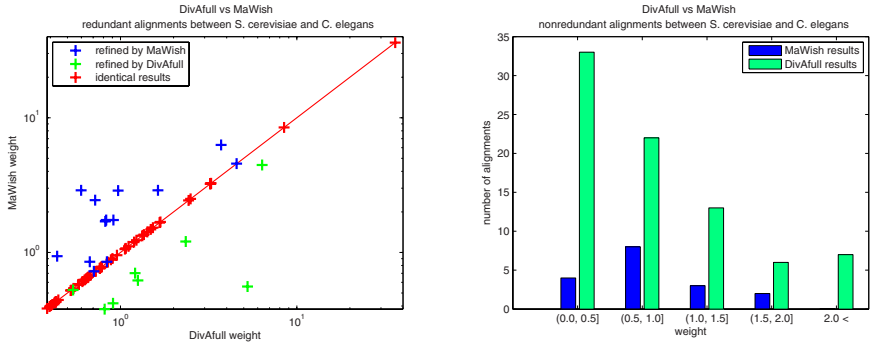 DivAfull vs MaWish
redundant alignments between S. cerevisiae and C. elegans
refined by MaWish
refined by DivAfull
identical results
MaWish weight
10^1
10^0
10^0
10^1
DivAfull weight
DivAfull vs MaWish
nonredundant alignments between S. cerevisiae and C. elegans
MaWish results
DivAfull results
number of alignments
35
30
25
20
15
10
5
0
(0.0, 0.5]
(0.5, 1.0]
(1.0, 1.5]
(1.5, 2.0]
2.0 <
weight